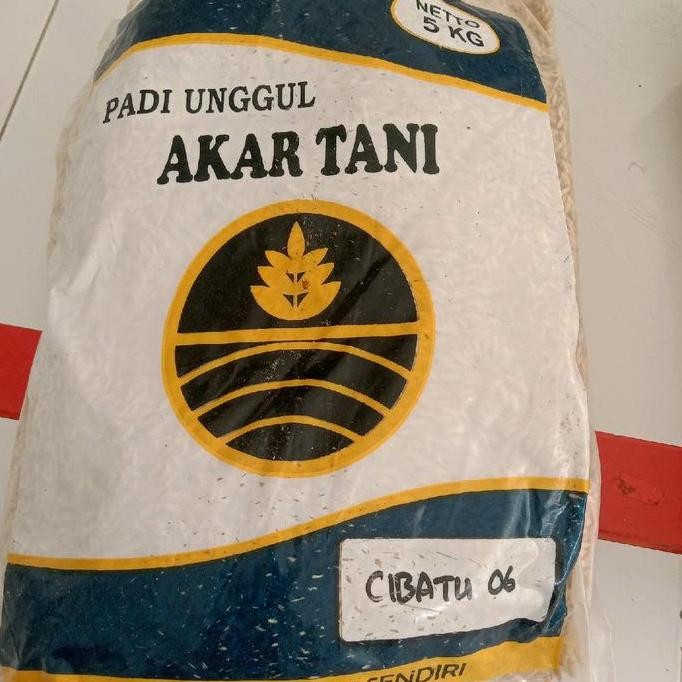 NETTO
5 KG
PADI UNGGUL
AKAR TANI
CIBATU 06
SENDIRI